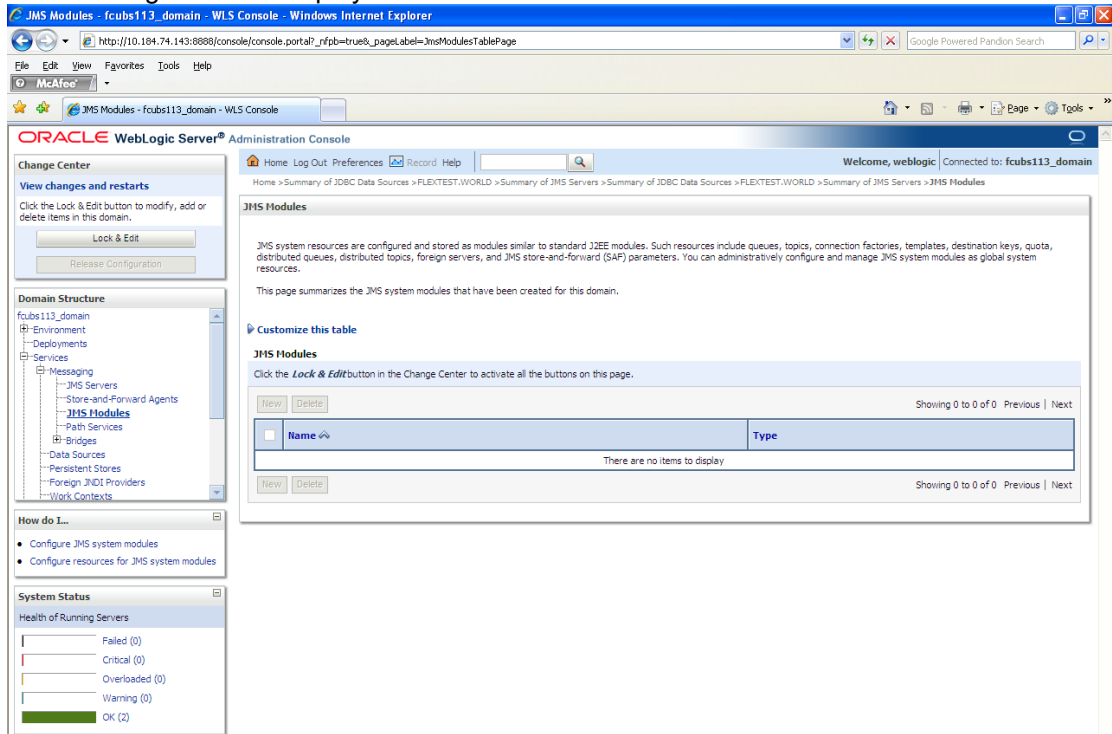 JMS Modules - fcubs113_domain - WLS Console - Windows Internet Explorer
http://10.184.74.143:8888/console/console.portal?_nfpb=true&_pageLabel=JmsModulesTablePage
Google Powered Pandion Search
File Edit View Favorites Tools Help
McAfee
JMS Modules - fcubs113_domain - WLS Console
Page Tools
ORACLE WebLogic Server® Administration Console
Change Center
View changes and restarts
Click the Lock & Edit button to modify, add or
delete items in this domain.
Lock & Edit
Release Configuration
Domain Structure
fcubs113_domain
Environment
Deployments
Services
Messaging
JMS Servers
Store-and-Forward Agents
JMS Modules
Path Services
Bridges
Data Sources
Persistent Stores
Foreign JNDI Providers
Work Contexts
How do I...
Configure JMS system modules
Configure resources for JMS system modules
System Status
Health of Running Servers
Failed (0)
Critical (0)
Overloaded (0)
Warning (0)
OK (2)
Home Log Out Preferences Record Help
Welcome, weblogic Connected to: fcubs113_domain
Home >Summary of JDBC Data Sources >FLEXTEST.WORLD >Summary of JMS Servers >Summary of JDBC Data Sources >FLEXTEST.WORLD >Summary of JMS Servers >JMS Modules
JMS Modules
JMS system resources are configured and stored as modules similar to standard J2EE modules. Such resources include queues, topics, connection factories, templates, destination keys, quota,
distributed queues, distributed topics, foreign servers, and JMS store-and-forward (SAF) parameters. You can administratively configure and manage JMS system modules as global system
resources.
This page summarizes the JMS system modules that have been created for this domain.
Customize this table
JMS Modules
Click the Lock & Edit button in the Change Center to activate all the buttons on this page.
New Delete
Showing 0 to 0 of 0 Previous | Next
Name Type
There are no items to display
New Delete
Showing 0 to 0 of 0 Previous | Next